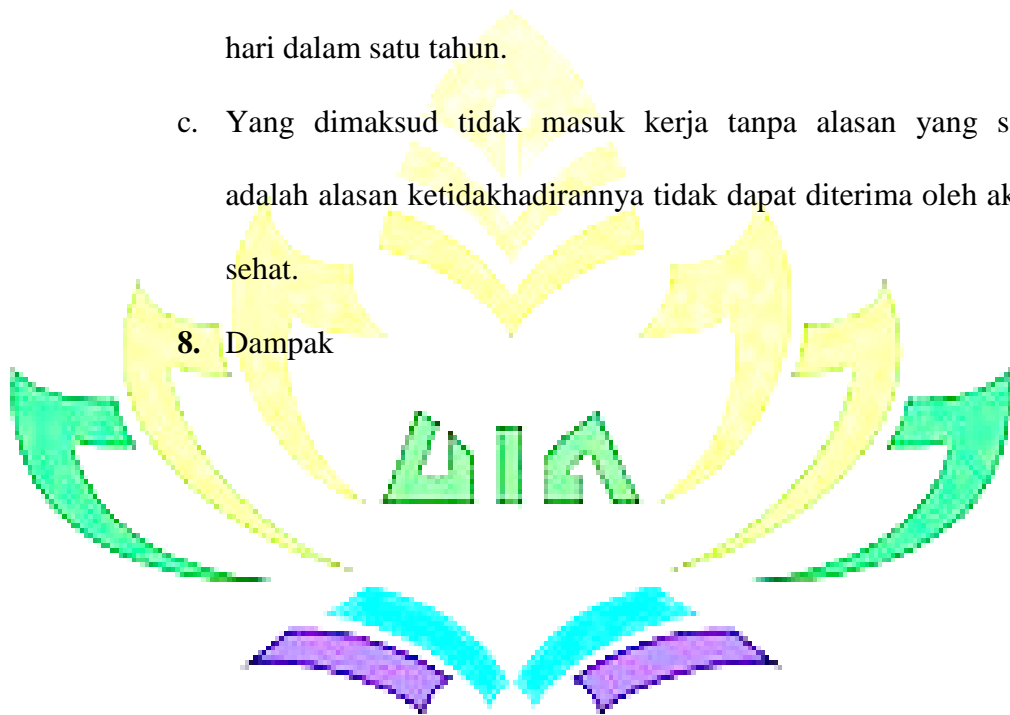 hari dalam satu tahun.
c. Yang dimaksud tidak masuk kerja tanpa alasan yang
adalah alasan ketidakhadirannya tidak dapat diterima oleh
sehat.
8. Dampak